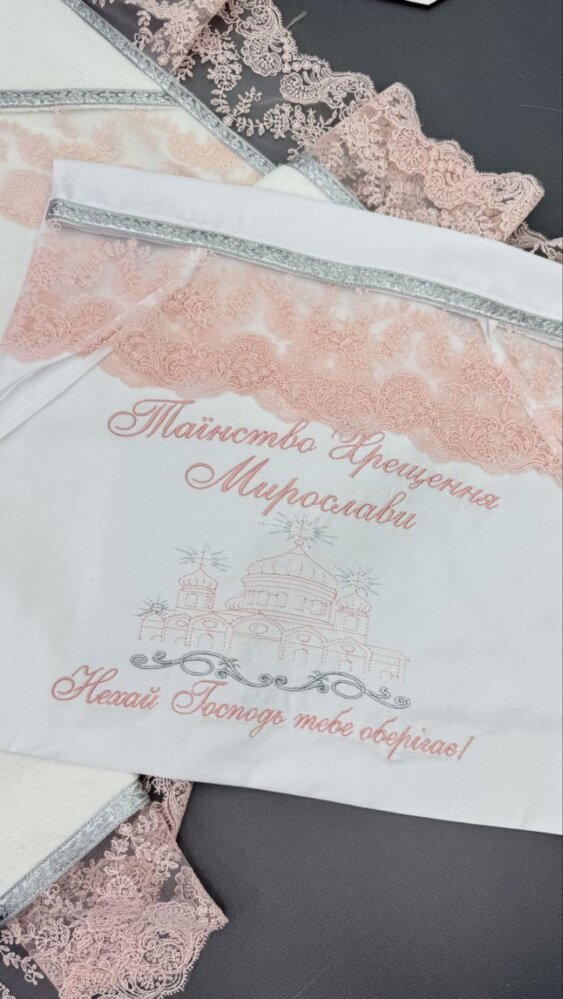 Таїнство Хрещення
Мирослави
Нехай Господь тебе оберігає!